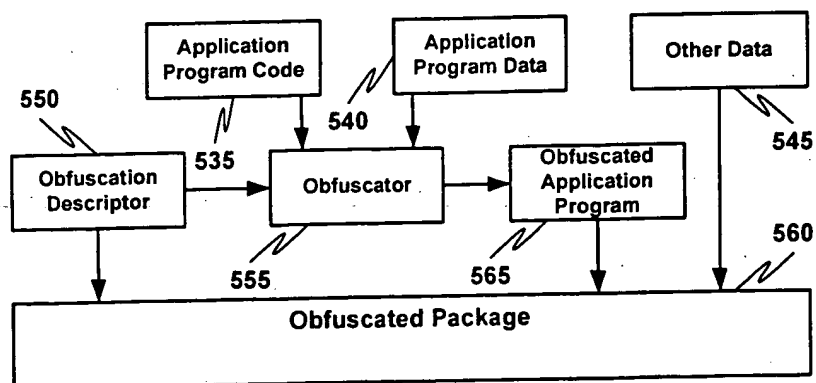 Application
Program Code
Application
Program Data
Other Data
550
535
540
545
Obfuscation
Descriptor
Obfuscator
Obfuscated
Application
Program
555
565
560
Obfuscated Package